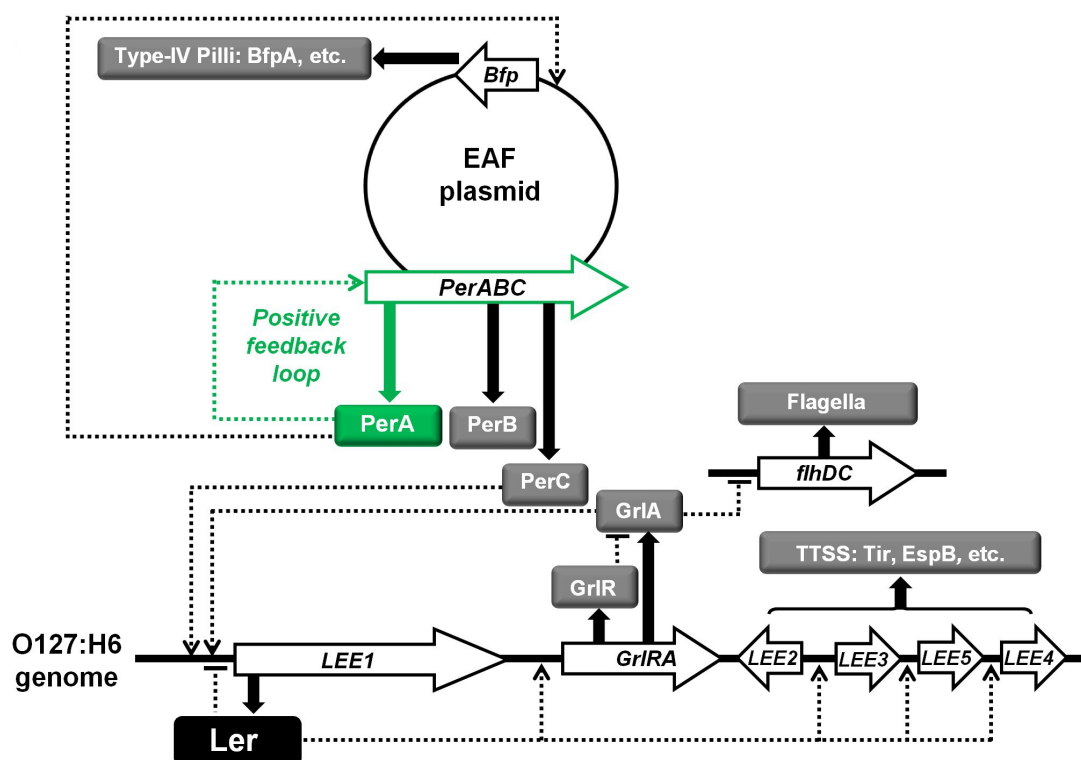 Type-IV Pilli: BfpA, etc.
Bfp
EAF
plasmid
PerABC
Positive
feedback
loop
PerA
PerB
PerC
Flagella
flhDC
GrlA
TTSS: Tir, EspB, etc.
GrlR
O127:H6
genome
LEE1
GrlRA
LEE2
LEE3
LEE5
LEE4
Ler